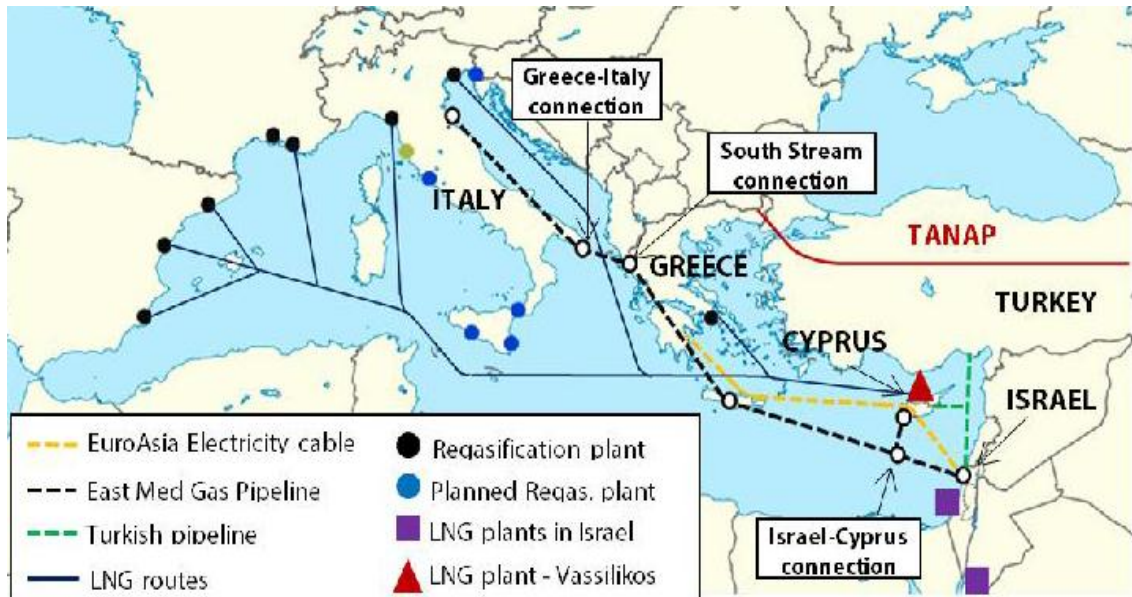 Greece-Italy
connection
South Stream
connection
ITALY
TANAP
GREECE
TURKEY
CYPRUS
ISRAEL
EuroAsia Electricity cable
East Med Gas Pipeline
Turkish pipeline
LNG routes
Regasification plant
Planned Regas. plant
LNG plants in Israel
LNG plant - Vassilikos
Israel-Cyprus
connection